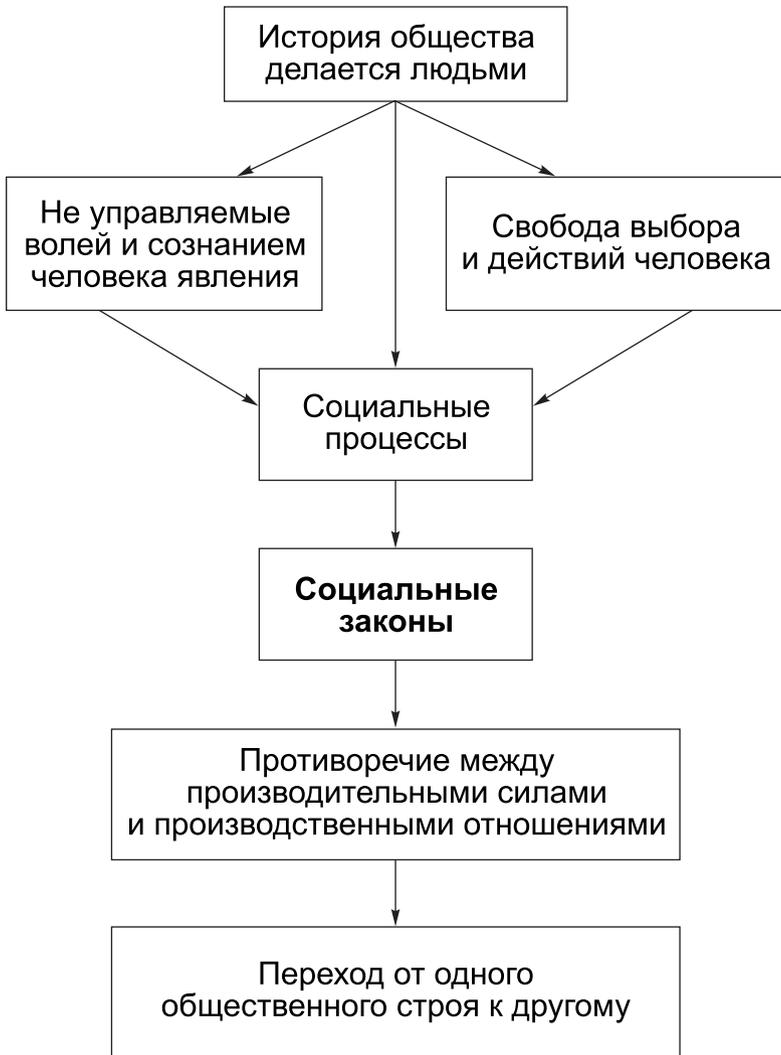 История общества
делается людьми
Не управляемые
волей и сознанием
человека явления
Свобода выбора
и действий человека
Социальные
процессы
Социальные
законы
Противоречие между
производительными силами
и производственными отношениями
Переход от одного
общественного строя к другому